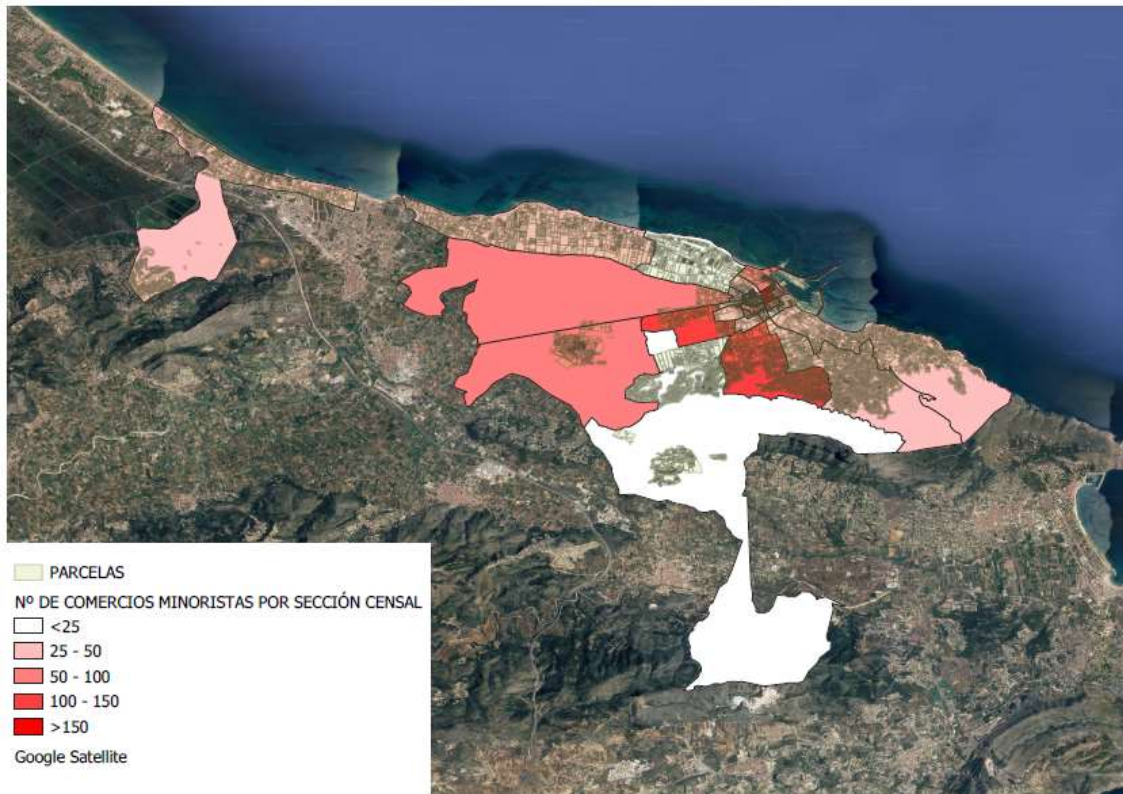 PARCELAS
Nº DE COMERCIOS MINORISTAS POR SECCIÓN CENSAL
<25
25 - 50
50 - 100
100 - 150
>150
Google Satellite